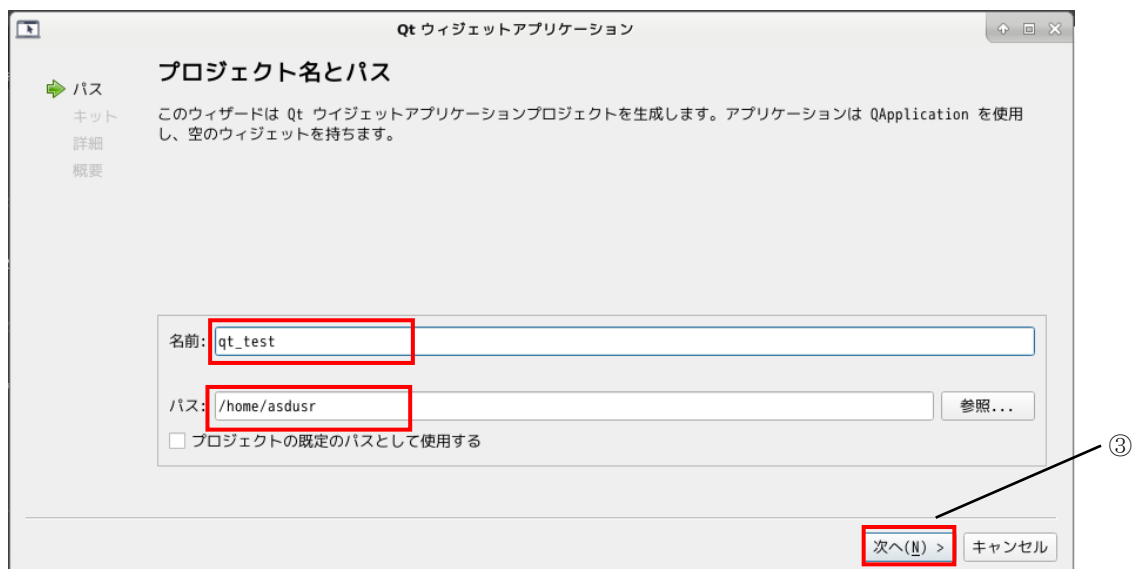 Qt ウィジェットアプリケーション
パス
キット
詳細
概要
プロジェクト名とパス
このウィザードは Qt ウイジェットアプリケーションプロジェクトを生成します。アプリケーションは QApplication を使用
し、空のウィジェットを持ちます。
名前: qt_test
パス: /home/asdusr 参照...
プロジェクトの既定のパスとして使用する
③
次へ(N) > キャンセル